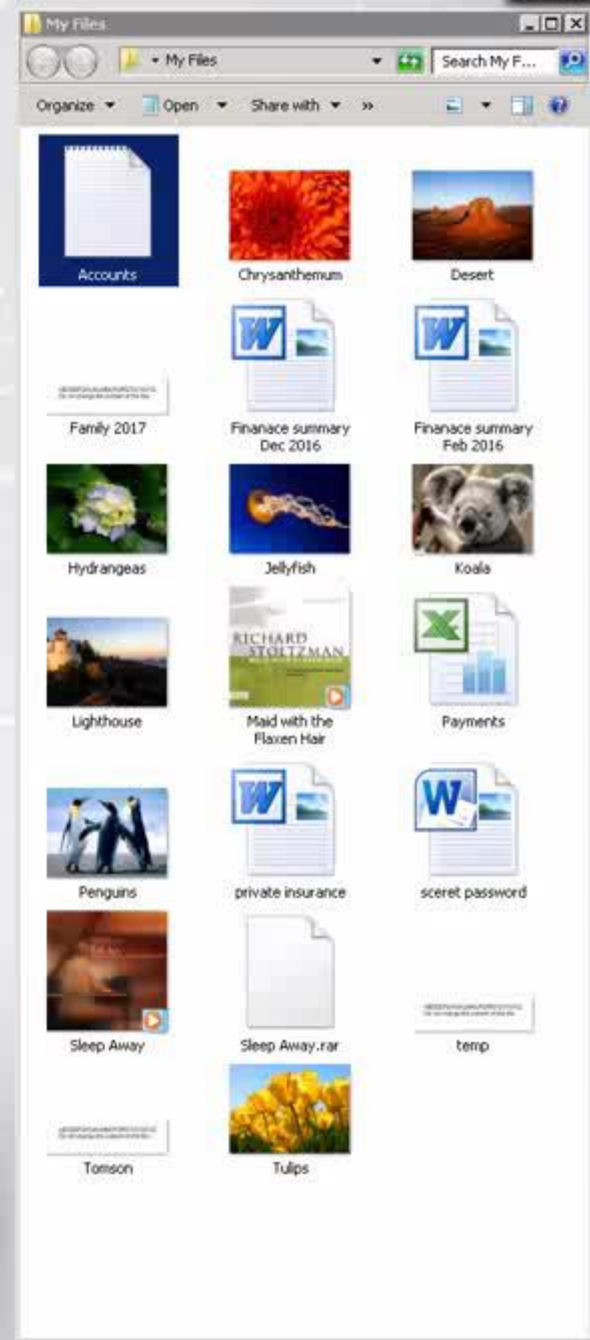 My Files
My Files
Search My F...
Organize
Open
Share with
»
Accounts
Chrysanthemum
Desert
Family 2017
Finanace summary
Dec 2016
Finanace summary
Feb 2016
Hydrangeas
Jellyfish
Koala
Lighthouse
RICHARD
STOLTZMAN
Maid with the
Flaxen Hair
Payments
Penguins
private insurance
sceret password
Sleep Away
Sleep Away.rar
temp
Tomson
Tulips